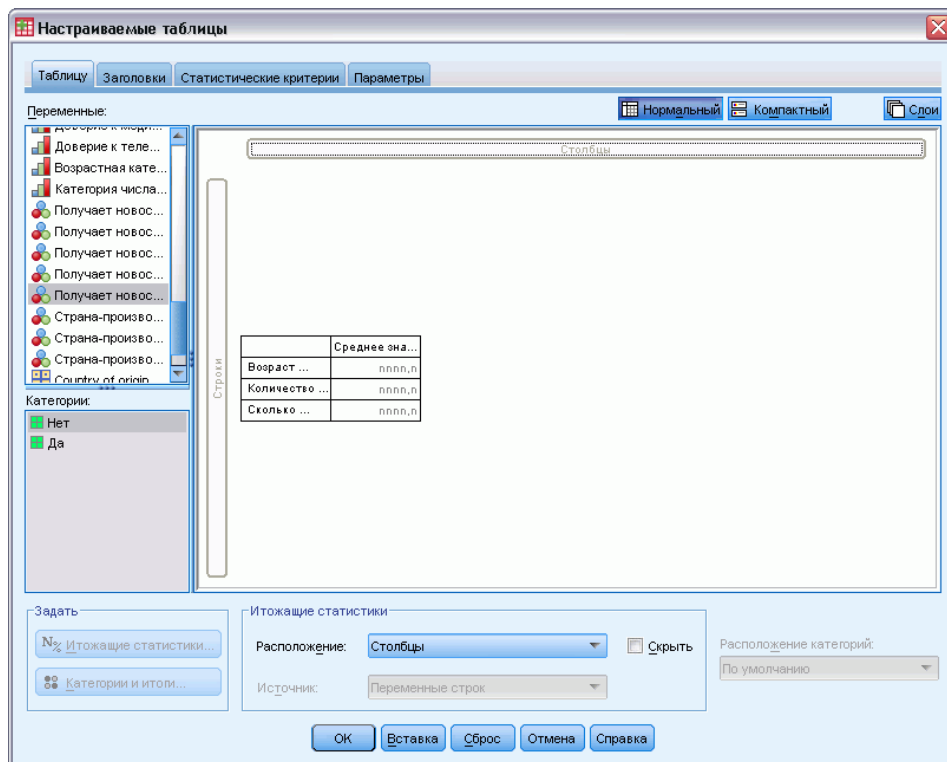 Настраиваемые таблицы
Таблицу Заголовки Статистические критерии Параметры
Переменные:
Нормальный Компактный Слои
Доверие к меди...
Доверие к теле...
Возрастная кате...
Категория числа...
Получает новос...
Получает новос...
Получает новос...
Получает новос...
Получает новос...
Страна-произво...
Страна-произво...
Страна-произво...
Country of origin
Категории:
Нет
Да
Столбцы
Строки
Среднее зна...
Возраст ... nnnn,n
Количество ... nnnn,n
Сколько ... nnnn,n
Задать
N% Итожащие статистики...
Категории и итоги...
Итожащие статистики
Расположение: Столбцы Скрыть
Источник: Переменные строк
Расположение категорий:
По умолчанию
OK Вставка Сброс Отмена Справка